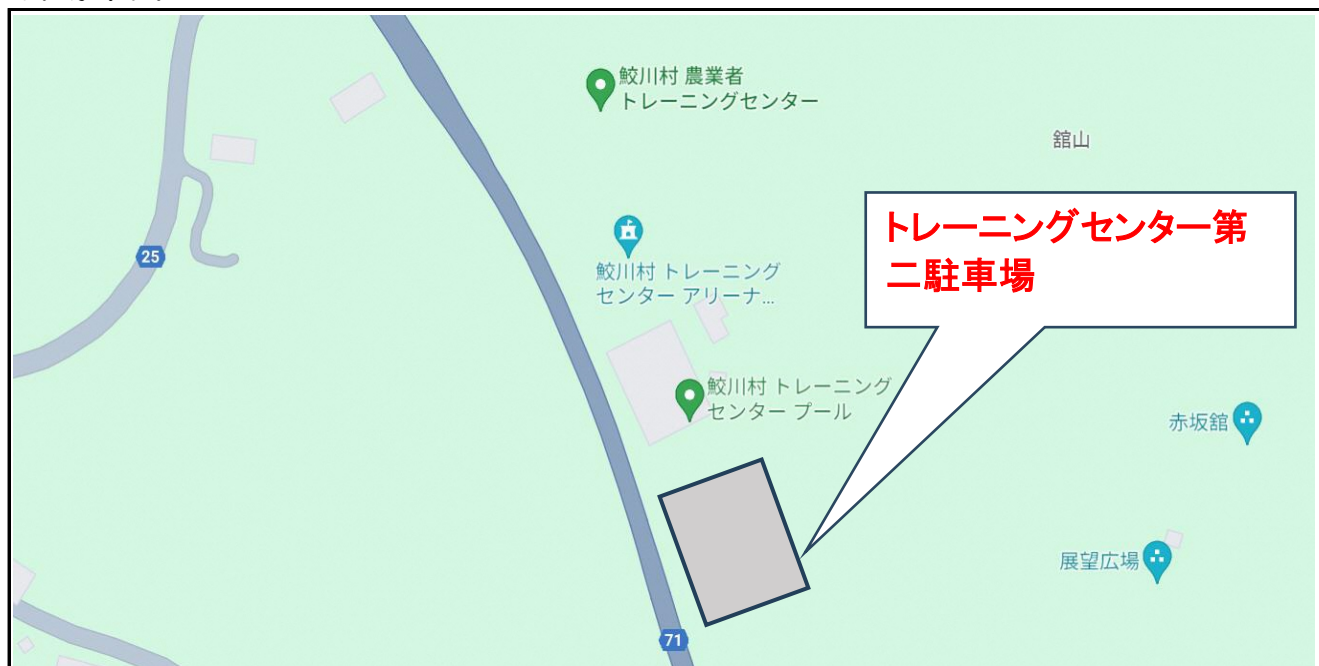 鮫川村 農業者
トレーニングセンター
舘山
トレーニングセンター第
二駐車場
25
鮫川村 トレーニング
センター アリーナ...
鮫川村 トレーニング
センター プール
赤坂舘
展望広場
71